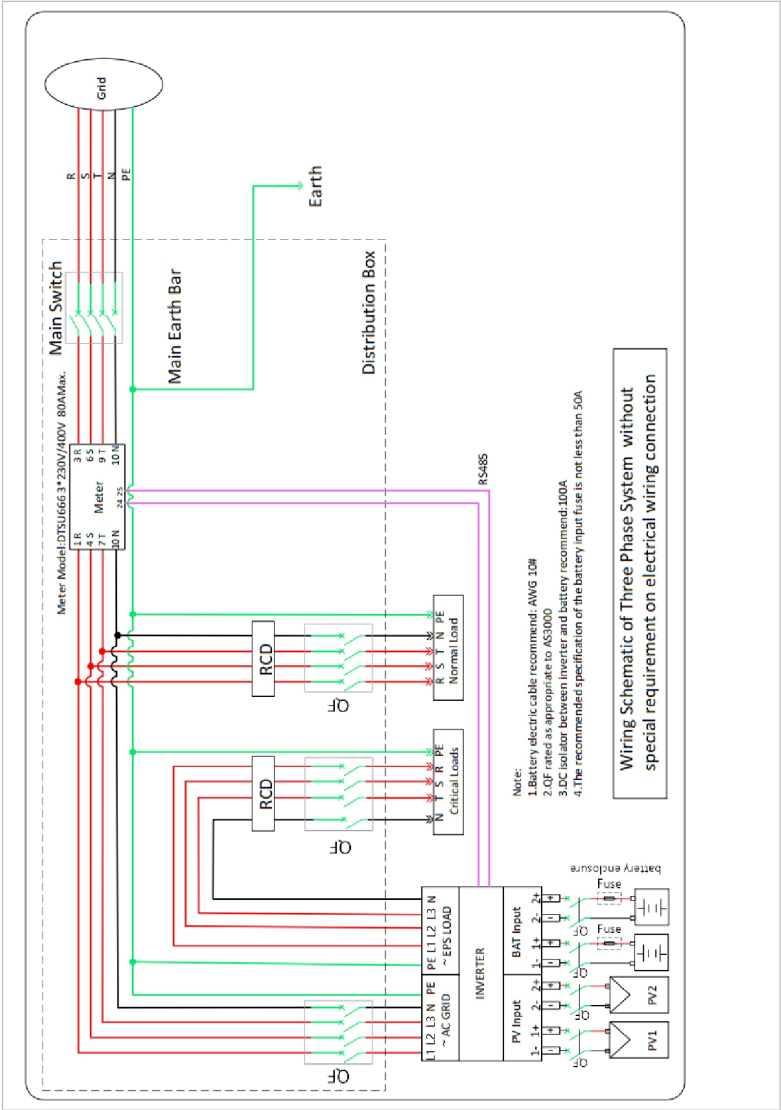 Grid
R
S
T
N
PE
Earth
Main Switch
Main Earth Bar
Distribution Box
Meter Model:DTSU666 3*230V/400V 80AMax.
1 R 3 R
4 S 6 S
7 T 9 T
10 N 10 N
Meter
24 25
RS485
RCD
QF
R S T N PE
Normal Load
RCD
QF
N T S R PE
Critical Loads
QF
L1 L2 L3 N PE
~ AC GRID
PE L1 L2 L3 N
~ EPS LOAD
INVERTER
PV Input
BAT Input
1- 1+ 2- 2+
1- 1+ 2- 2+
- + - + - + - +
QF
QF
QF
QF
Fuse
Fuse
PV1
PV2
battery enclosure
Note:
1.Battery electric cable recommend: AWG 10#
2.QF rated as appropriate to AS3000
3.DC isolator between inverter and battery recommend:100A
4.The recommended specification of the battery input fuse is not less than 50A
Wiring Schematic of Three Phase System without
special requirement on electrical wiring connection